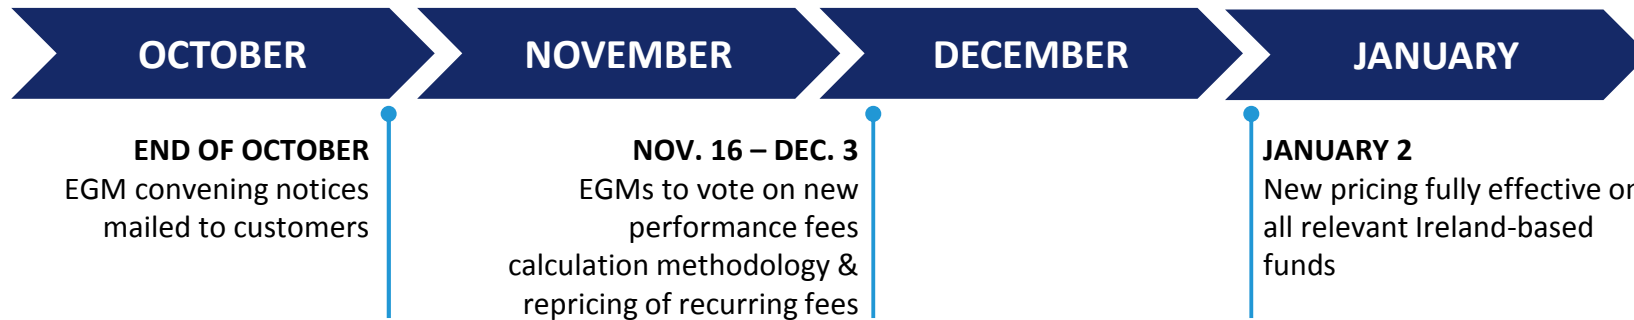 OCTOBER
NOVEMBER
DECEMBER
JANUARY
END OF OCTOBER
EGM convening notices
mailed to customers
NOV. 16 – DEC. 3
EGMs to vote on new
performance fees
calculation methodology &
repricing of recurring fees
JANUARY 2
New pricing fully effective on
all relevant Ireland-based
funds